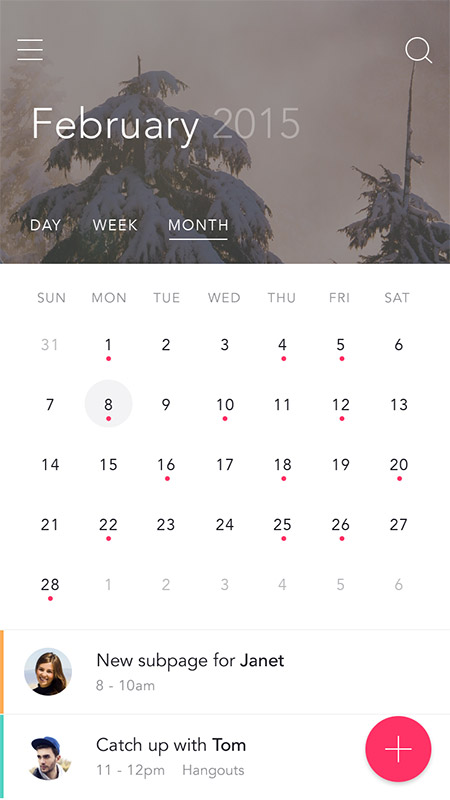 February 2015
DAY WEEK MONTH
SUN MON TUE WED THU FRI SAT
31 1 2 3 4 5 6
7 8 9 10 11 12 13
14 15 16 17 18 19 20
21 22 23 24 25 26 27
28 1 2 3 4 5 6
New subpage for Janet
8 - 10am
Catch up with Tom
11 - 12pm Hangouts